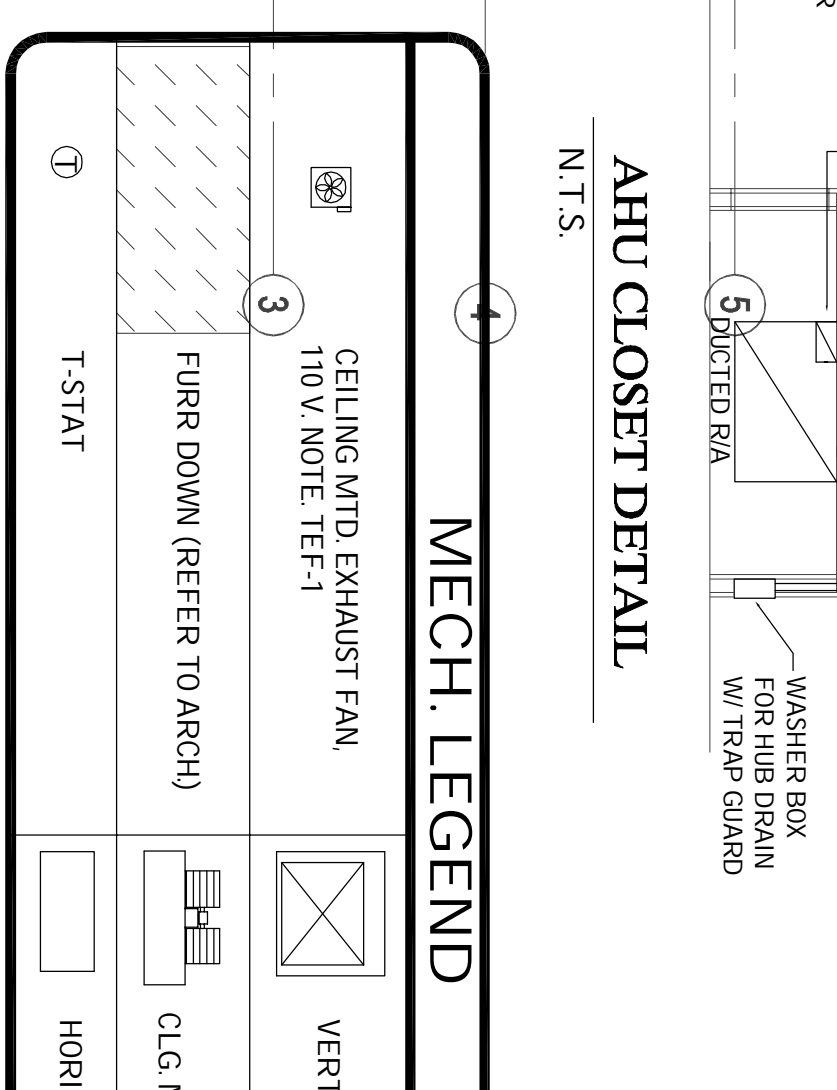 R
WASHER BOX
FOR HUB DRAIN
W/ TRAP GUARD
5
DUCTED R/A
AHU CLOSET DETAIL
N.T.S.
4
MECH. LEGEND
3
CEILING MTD. EXHAUST FAN,
110 V. NOTE. TEF-1
VERT
FURR DOWN (REFER TO ARCH.)
CLG.
T
T-STAT
HORI